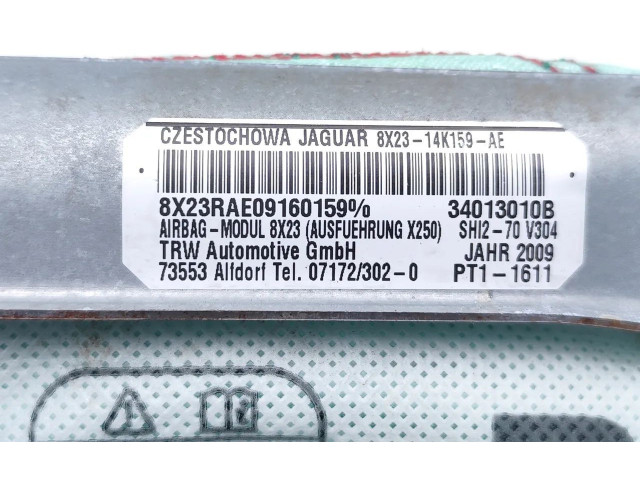 CZESTOCHOWA JAGUAR 8X23-14K159-AE
8X23RAE09160159% 34013010B
AIRBAG-MODUL 8X23 (AUSFUEHRUNG X250) SHI2-70 V304
TRW Automotive GmbH JAHR 2009
73553 Alfdorf Tel. 07172/302-0 PT1-1611